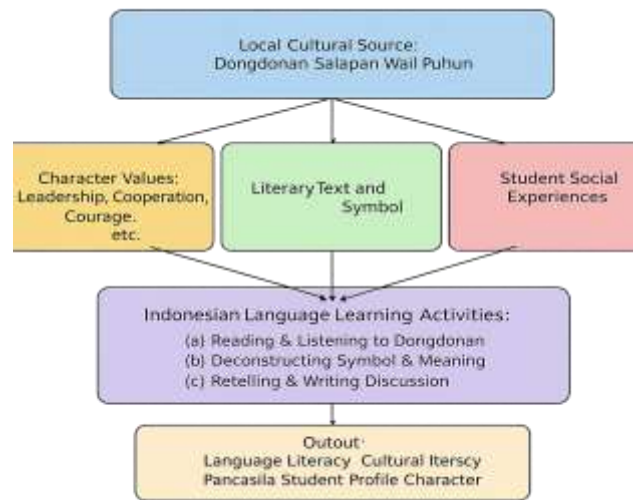 Local Cultural Source:
Dongdonan Salapan Wail Puhun
Character Values:
Leadership, Cooperation,
Courage.
etc.
Literary Text and
Symbol
Student Social
Experiences
Indonesian Language Learning Activities:
(a) Reading & Listening to Dongdonan
(b) Deconstructing Symbol & Meaning
(c) Retelling & Writing Discussion
Outout:
Language Literacy Cultural Iterscy
Pancasila Student Profile Character